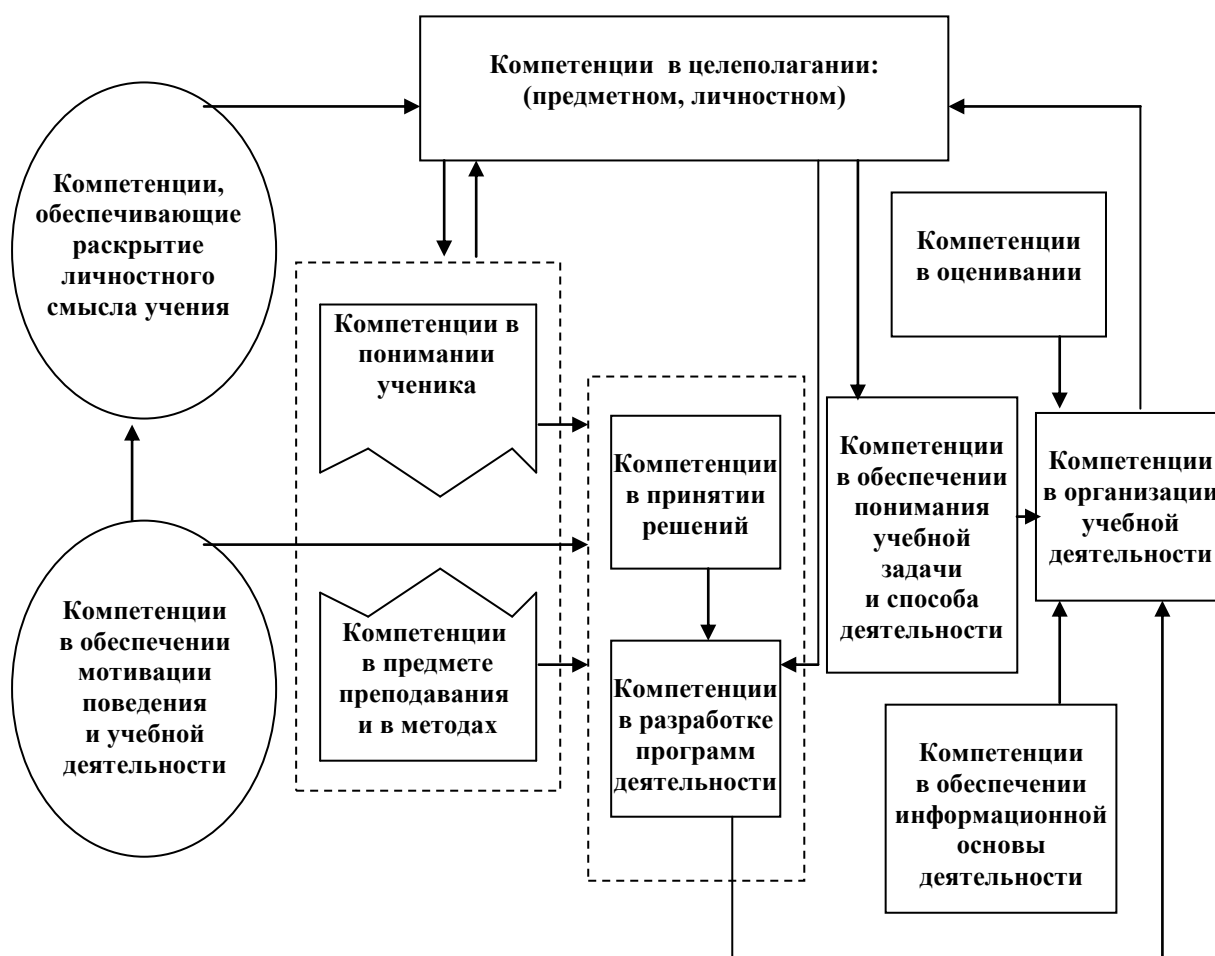 Компетенции в целеполагании:
(предметном, личностном)
Компетенции,
обеспечивающие
раскрытие
личностного
смысла учения
Компетенции
в оценивании
Компетенции в
понимании
ученика
Компетенции
в принятии
решений
Компетенции
в обеспечении
понимания
учебной
задачи
и способа
деятельности
Компетенции
в организации
учебной
деятельности
Компетенции
в обеспечении
мотивации
поведения
и учебной
деятельности
Компетенции
в предмете
преподавания
и в методах
Компетенции
в разработке
программ
деятельности
Компетенции
в обеспечении
информационной
основы
деятельности